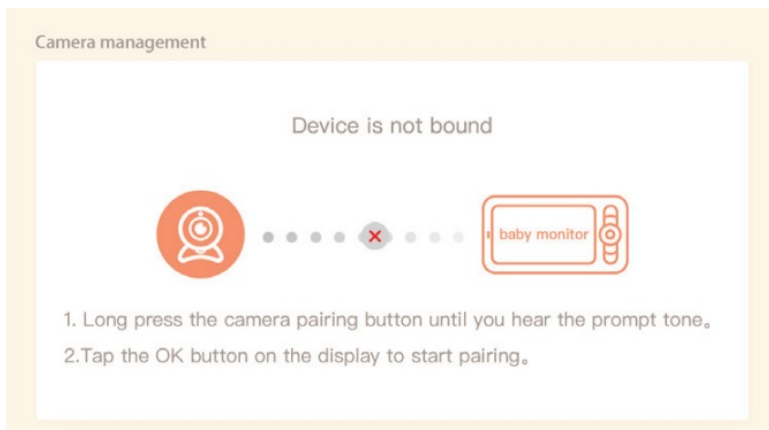 Camera management
Device is not bound
baby monitor
1. Long press the camera pairing button until you hear the prompt tone。
2.Tap the OK button on the display to start pairing。